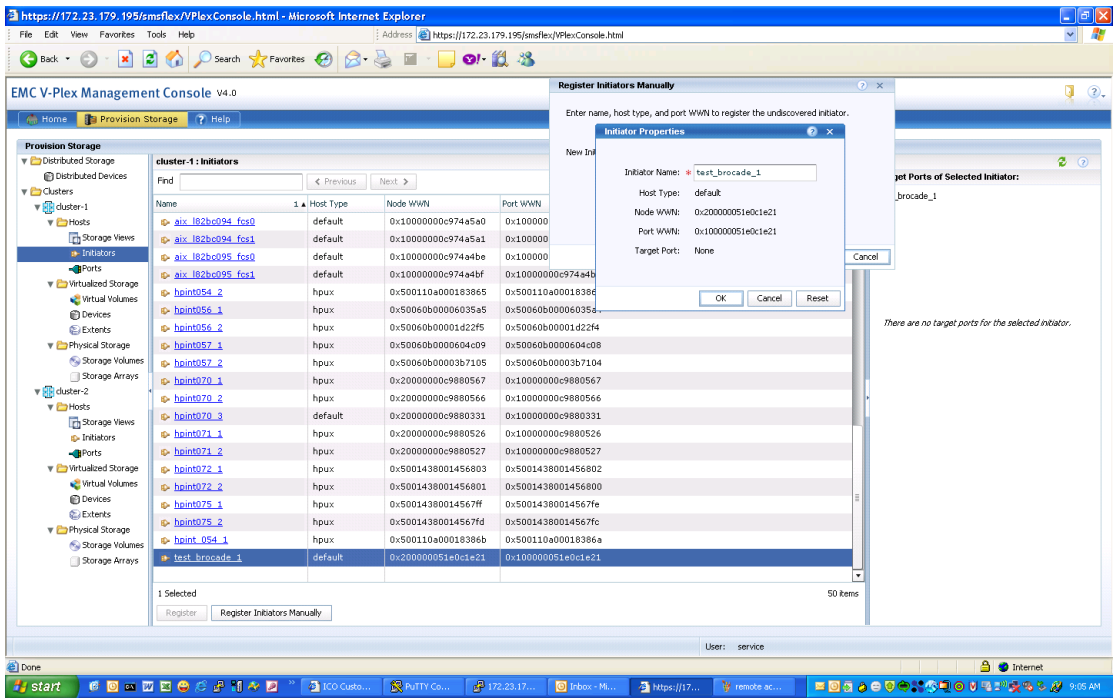 https://172.23.179.195/smsflex/VPlexConsole.html - Microsoft Internet Explorer
File Edit View Favorites Tools Help
Address https://172.23.179.195/smsflex/VPlexConsole.html
Back Search Favorites
EMC V-Plex Management Console V4.0
Home Provision Storage ? Help
Provision Storage
Distributed Storage
Distributed Devices
Clusters
cluster-1
Hosts
Storage Views
Initiators
Ports
Virtualized Storage
Virtual Volumes
Devices
Extents
Physical Storage
Storage Volumes
Storage Arrays
cluster-2
Hosts
Storage Views
Initiators
Ports
Virtualized Storage
Virtual Volumes
Devices
Extents
Physical Storage
Storage Volumes
Storage Arrays
cluster-1 : Initiators
Find < Previous Next >
Name 1 Host Type Node WWN Port WWN
aix_l82bc094_fcs0 default 0x10000000c974a5a0 0x100000
aix_l82bc094_fcs1 default 0x10000000c974a5a1 0x100000
aix_l82bc095_fcs0 default 0x10000000c974a4be 0x100000
aix_l82bc095_fcs1 default 0x10000000c974a4bf 0x10000000c974a4b
hpint054_2 hpux 0x500110a000183865 0x500110a00018386
hpint056_1 hpux 0x50060b00006035a5 0x50060b00006035a
hpint056_2 hpux 0x50060b00001d22f5 0x50060b00001d22f4
hpint057_1 hpux 0x50060b0000604c09 0x50060b0000604c08
hpint057_2 hpux 0x50060b00003b7105 0x50060b00003b7104
hpint070_1 hpux 0x20000000c9880567 0x10000000c9880567
hpint070_2 hpux 0x20000000c9880566 0x10000000c9880566
hpint070_3 default 0x20000000c9880331 0x10000000c9880331
hpint071_1 hpux 0x20000000c9880526 0x10000000c9880526
hpint071_2 hpux 0x20000000c9880527 0x10000000c9880527
hpint072_1 hpux 0x5001438001456803 0x5001438001456802
hpint072_2 hpux 0x5001438001456801 0x5001438001456800
hpint075_1 hpux 0x50014380014567ff 0x50014380014567fe
hpint075_2 hpux 0x50014380014567fd 0x50014380014567fc
hpint_054_1 hpux 0x500110a00018386b 0x500110a00018386a
test_brocade_1 default 0x200000051e0c1e21 0x100000051e0c1e21
1 Selected 50 items
Register Register Initiators Manually
Register Initiators Manually
Enter name, host type, and port WWN to register the undiscovered initiator.
New Ini
Cancel
Initiator Properties
Initiator Name: * test_brocade_1
Host Type: default
Node WWN: 0x200000051e0c1e21
Port WWN: 0x100000051e0c1e21
Target Port: None
OK Cancel Reset
get Ports of Selected Initiator:
_brocade_1
There are no target ports for the selected initiator.
User: service
Done Internet
start ICO Custo... PuTTY Co... 172.23.17... Inbox - Mi... https://17... remote ac... 9:05 AM